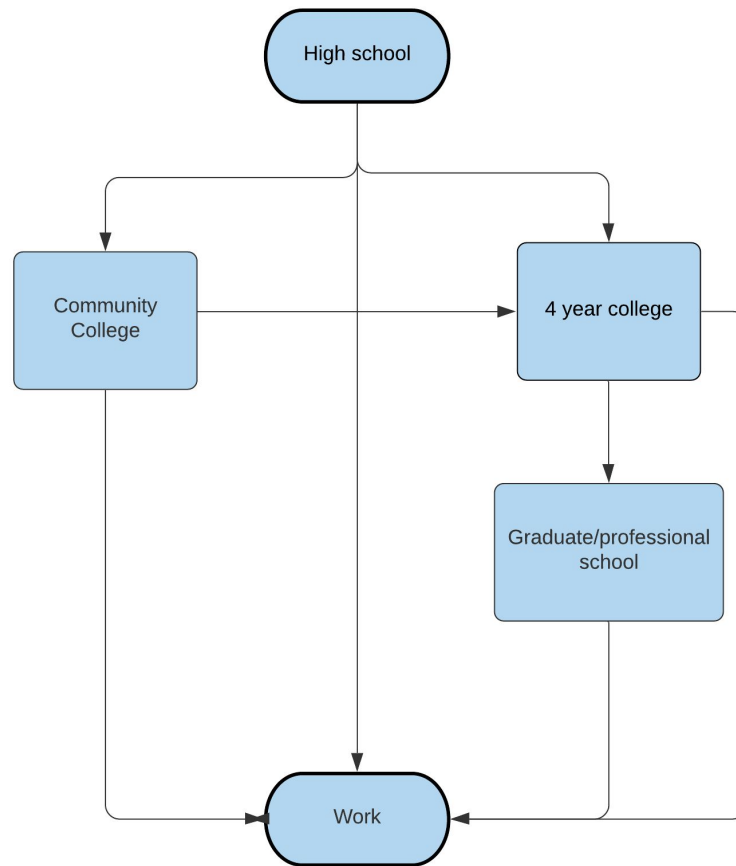 High school
Community
College
4 year college
Graduate/professional
school
Work